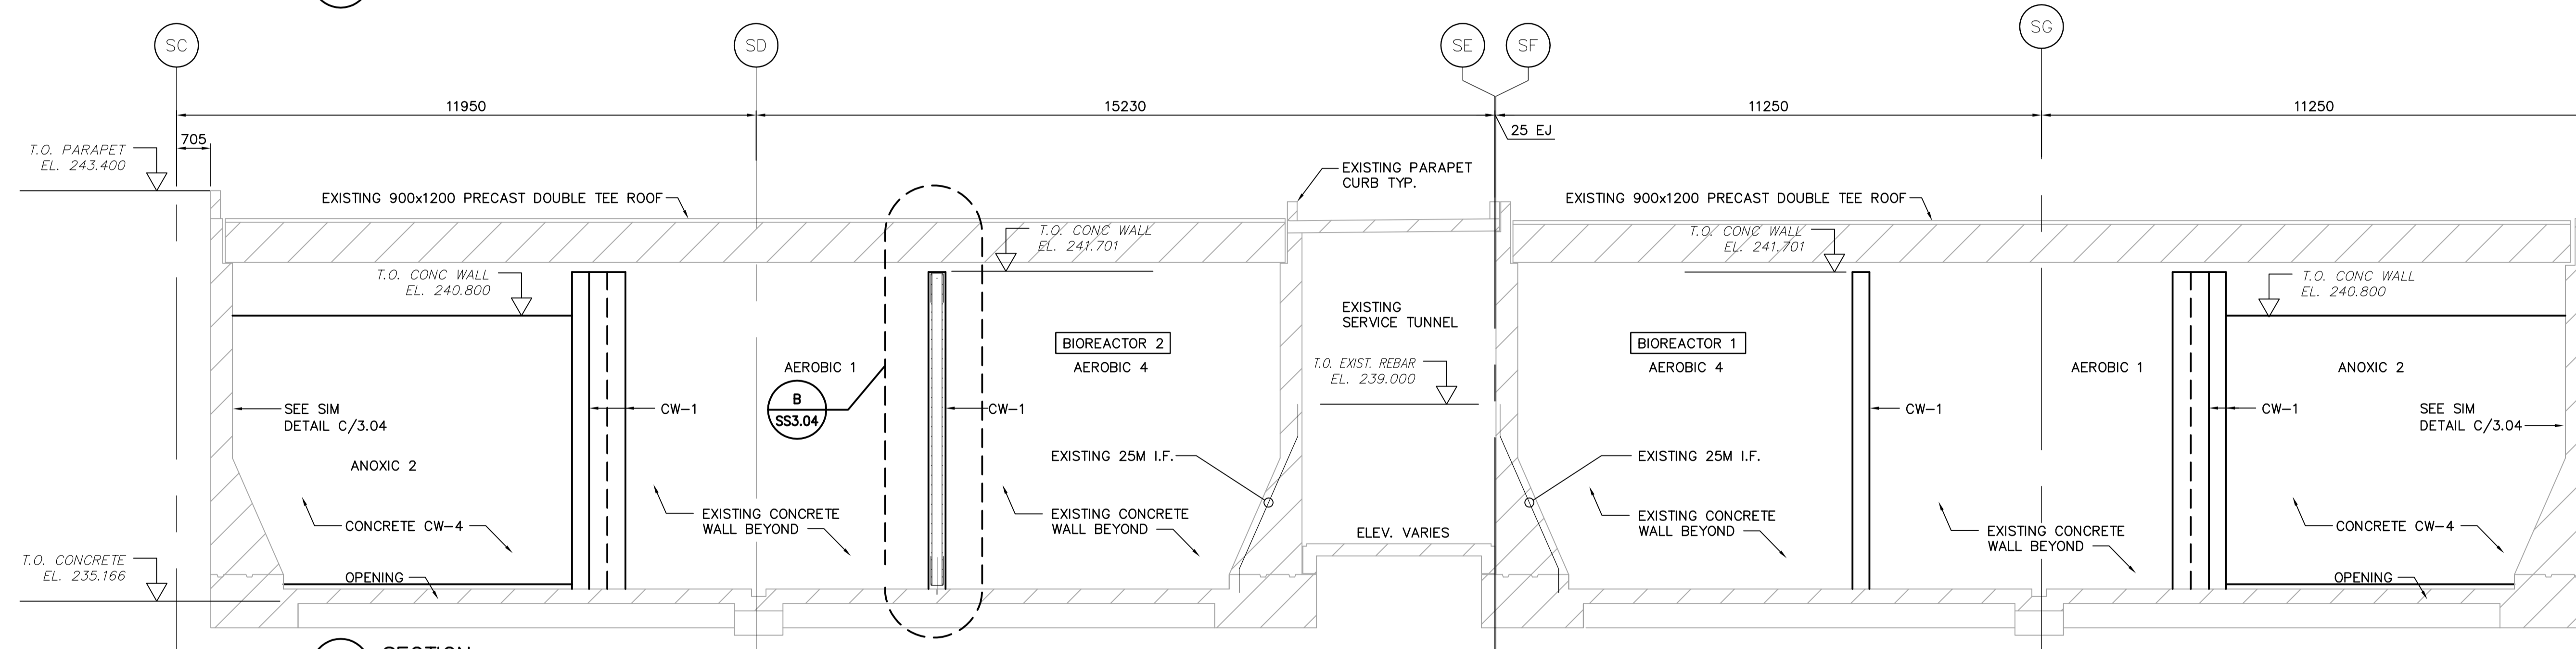 SC
SD
SE
SF
SG
11950
15230
11250
11250
705
25 EJ
T.O. PARAPET
EL. 243.400
EXISTING 900x1200 PRECAST DOUBLE TEE ROOF
EXISTING PARAPET
CURB TYP.
EXISTING 900x1200 PRECAST DOUBLE TEE ROOF
T.O. CONC WALL
EL. 240.800
T.O. CONC WALL
EL. 241.701
T.O. CONC WALL
EL. 241.701
T.O. CONC WALL
EL. 240.800
EXISTING
SERVICE TUNNEL
BIOREACTOR 2
AEROBIC 4
AEROBIC 1
T.O. EXIST. REBAR
EL. 239.000
BIOREACTOR 1
AEROBIC 4
AEROBIC 1
ANOXIC 2
SEE SIM
DETAIL C/3.04
CW-1
B
SS3.04
CW-1
CW-1
CW-1
SEE SIM
DETAIL C/3.04
ANOXIC 2
EXISTING 25M I.F.
EXISTING 25M I.F.
CONCRETE CW-4
EXISTING CONCRETE
WALL BEYOND
EXISTING CONCRETE
WALL BEYOND
ELEV. VARIES
EXISTING CONCRETE
WALL BEYOND
EXISTING CONCRETE
WALL BEYOND
CONCRETE CW-4
T.O. CONCRETE
EL. 235.166
OPENING
OPENING
SECTION